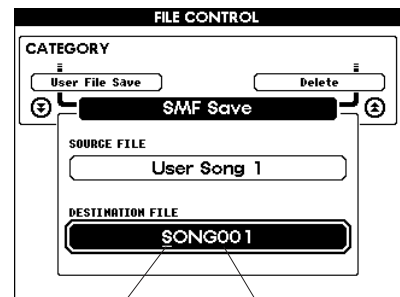 FILE CONTROL
CATEGORY
User File Save
Delete
SMF Save
SOURCE FILE
User Song 1
DESTINATION FILE
SONG001